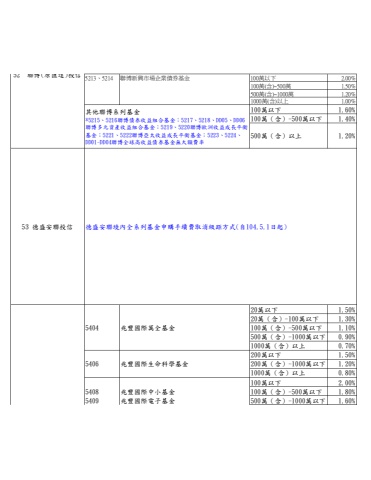 52 聯博(原匯達)投信
5213、5214 聯博新興市場企業債券基金 100萬以下 2.00%
100萬(含)-500萬 1.50%
500萬(含)-1000萬 1.20%
1000萬(含)以上 1.00%
其他聯博系列基金 100萬以下 1.60%
*5215、5216聯博債券收益組合基金；5217、5218、D005、D006
聯博多元資產收益組合基金；5219、5220聯博歐洲收益成長平衡
基金；5221、5222聯博亞太收益成長平衡基金；5223、5224、
D001-D004聯博全球高收益債券基金無大額費率
100萬（含）-500萬以下 1.40%
500萬（含）以上 1.20%
53 德盛安聯投信 德盛安聯境內全系列基金申購手續費取消級距方式(自104.5.1日起)
20萬以下 1.50%
5404 兆豐國際萬全基金 20萬（含）-100萬以下 1.30%
100萬（含）-500萬以下 1.10%
500萬（含）-1000萬以下 0.90%
1000萬（含）以上 0.70%
5406 兆豐國際生命科學基金 200萬以下 1.50%
200萬（含）-1000萬以下 1.20%
1000萬（含）以上 0.80%
100萬以下 2.00%
5408 兆豐國際中小基金 100萬（含）-500萬以下 1.80%
5409 兆豐國際電子基金 500萬（含）-1000萬以下 1.60%